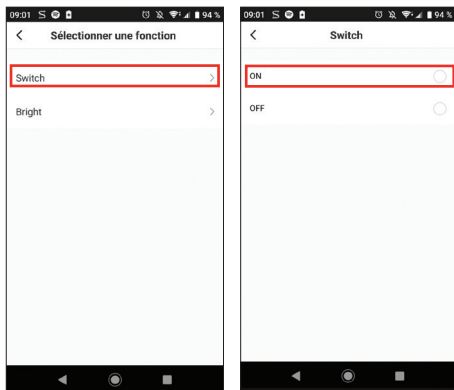 09:01 94 %
Sélectionner une fonction
Switch
Bright
09:01 94 %
Switch
ON
OFF